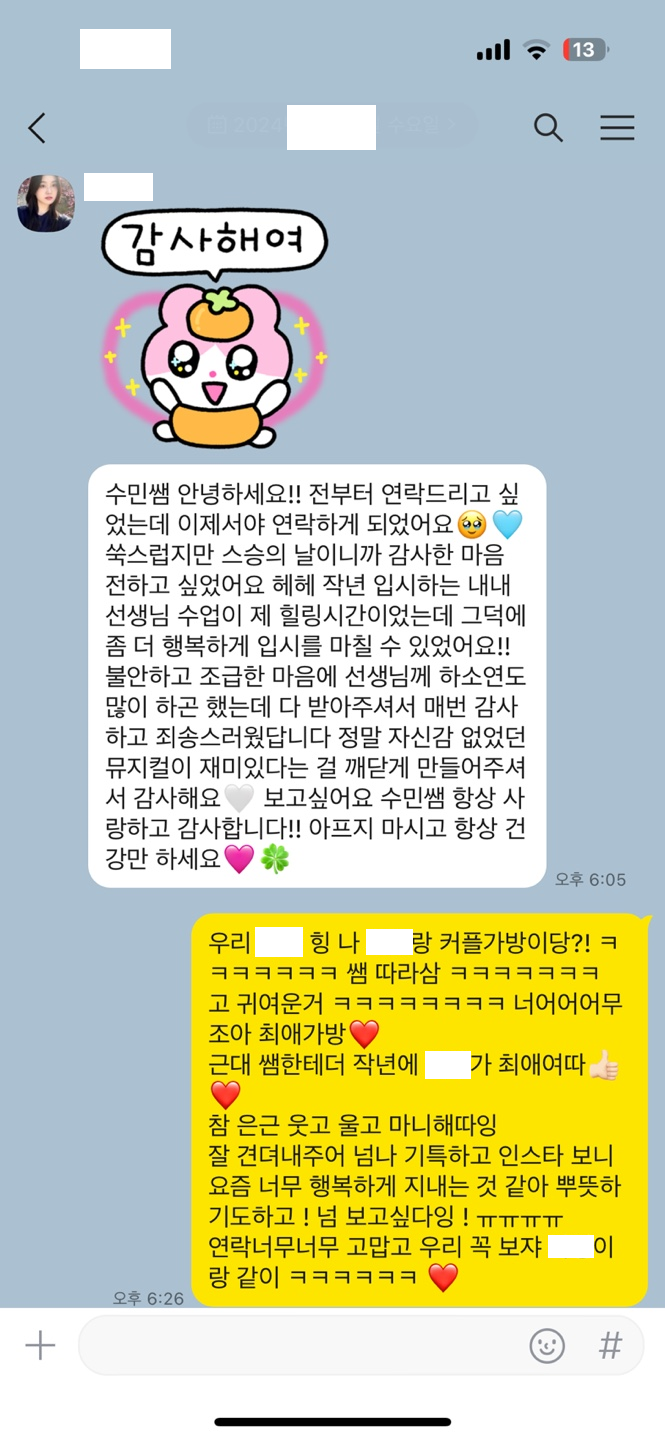 13
2024
수요일
감사해여
수민쌤 안녕하세요!! 전부터 연락드리고 싶
었는데 이제서야 연락하게 되었어요🥹🩵
쑥스럽지만 스승의 날이니까 감사한 마음
전하고 싶었어요 헤헤 작년 입시하는 내내
선생님 수업이 제 힐링시간이었는데 그덕에
좀 더 행복하게 입시를 마칠 수 있었어요!!
불안하고 조급한 마음에 선생님께 하소연도
많이 하곤 했는데 다 받아주셔서 매번 감사
하고 죄송스러웠답니다 정말 자신감 없었던
뮤지컬이 재미있다는 걸 깨닫게 만들어주셔
서 감사해요🤍 보고싶어요 수민쌤 항상 사
랑하고 감사합니다!! 아프지 마시고 항상 건
강만 하세요🩷🍀
오후 6:05
우리 힝 나 랑 커플가방이당?! ㅋ
ㅋㅋㅋㅋㅋㅋ 쌤 따라삼 ㅋㅋㅋㅋㅋㅋㅋ
고 귀여운거 ㅋㅋㅋㅋㅋㅋㅋㅋ 너어어어무
조아 최애가방❤️
근대 쌤한테더 작년에 가 최애여따👍🏻
❤️
참 은근 웃고 울고 마니해따잉
잘 견뎌내주어 넘나 기특하고 인스타 보니
요즘 너무 행복하게 지내는 것 같아 뿌뜻하
기도하고 ! 넘 보고싶다잉 ! ㅠㅠㅠㅠ
연락너무너무 고맙고 우리 꼭 보쟈 이
랑 같이 ㅋㅋㅋㅋㅋㅋ ❤️
오후 6:26
#